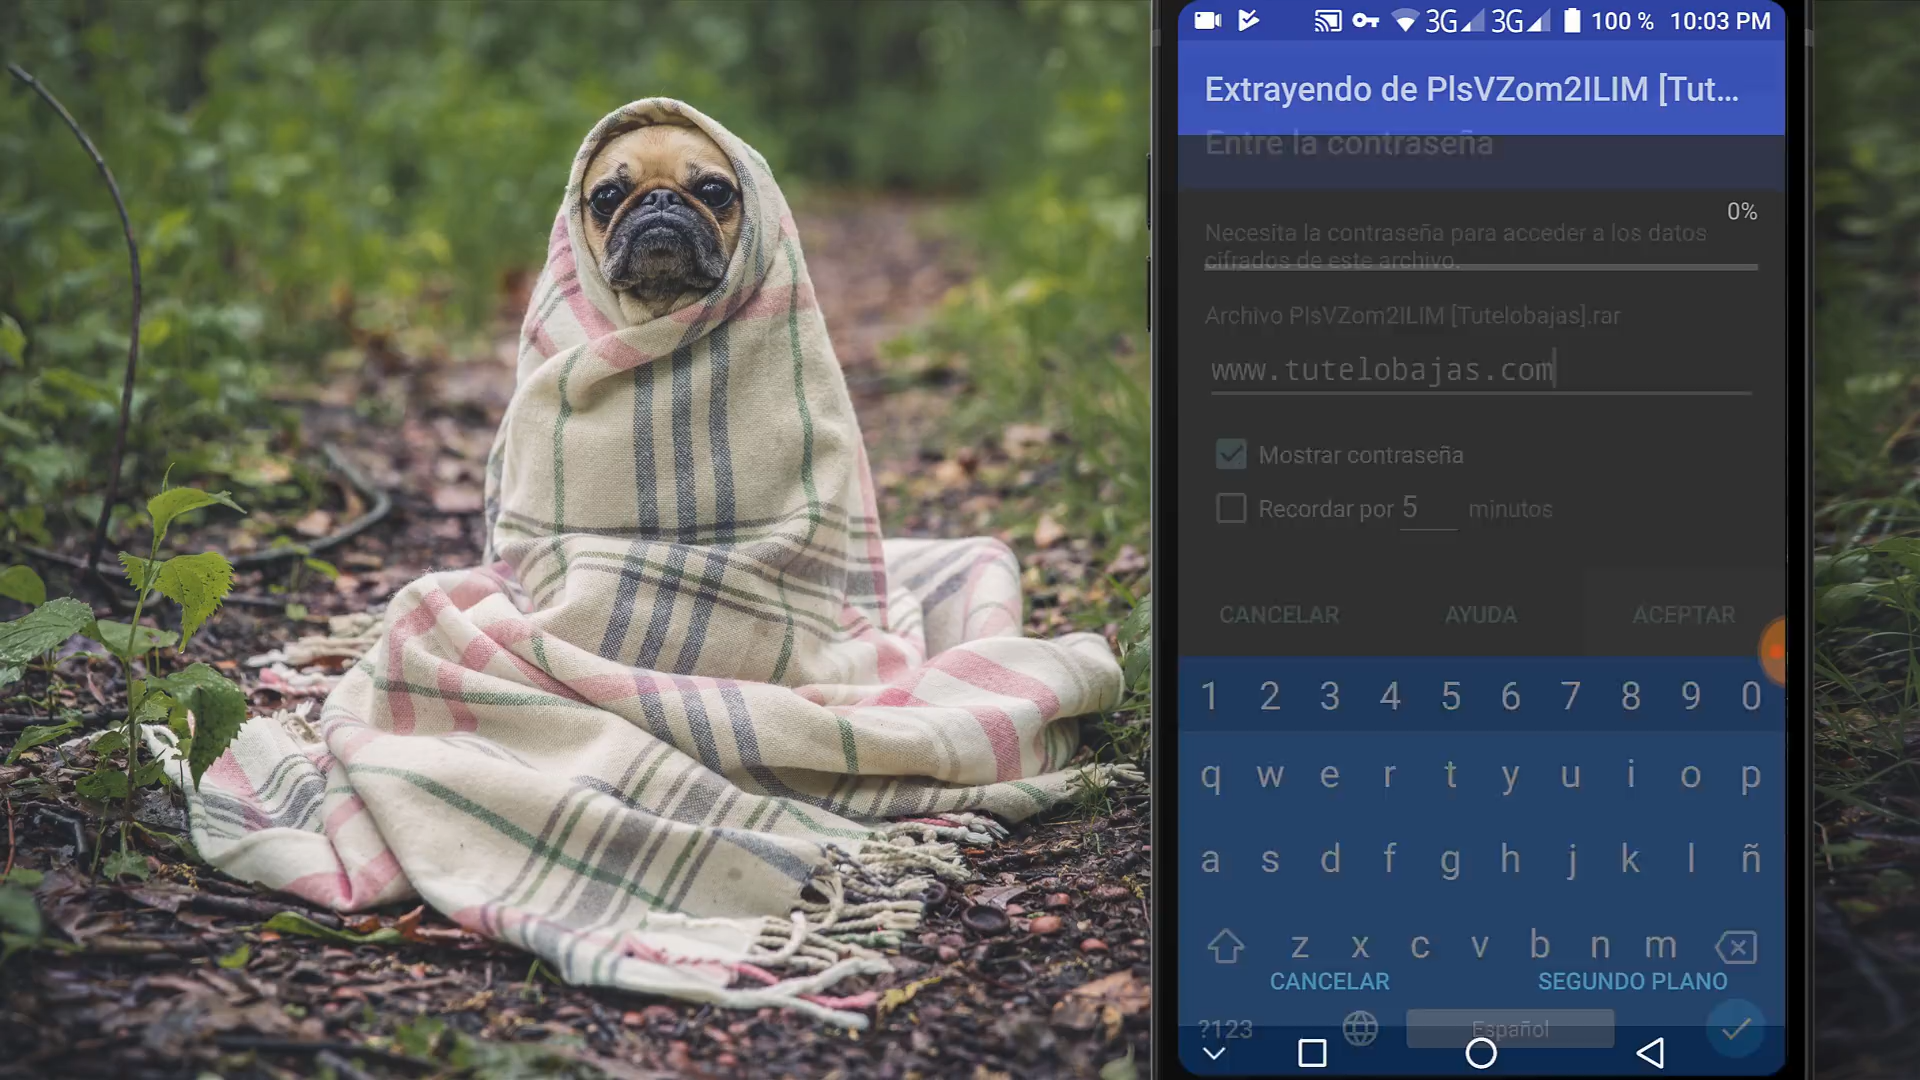 3G 3G 100 % 10:03 PM
Extrayendo de PlsVZom2ILIM [Tut...
Entre la contraseña
0%
Necesita la contraseña para acceder a los datos
cifrados de este archivo.
Archivo PlsVZom2ILIM [Tutelobajas].rar
www.tutelobajas.com
Mostrar contraseña
Recordar por 5 minutos
CANCELAR AYUDA ACEPTAR
1 2 3 4 5 6 7 8 9 0
q w e r t y u i o p
a s d f g h j k l ñ
z x c v b n m
CANCELAR SEGUNDO PLANO
?123 Español